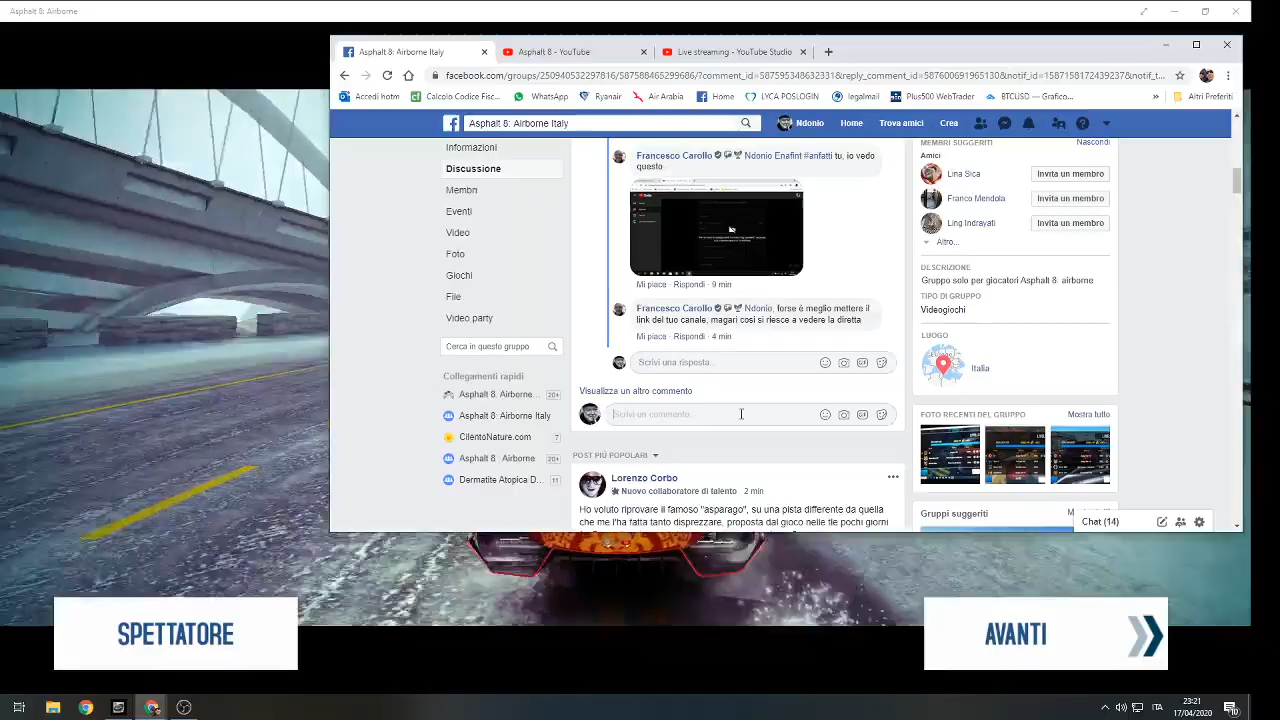 Asphalt 8: Airborne
Asphalt 8: Airborne Italy
Asphalt 8 - YouTube
Live streaming - YouTube Studio
facebook.com/groups/250940532297816/587588465299686/?comment_id=587595348632331&reply_comment_id=587600691965130&notif_id=1587158172439237&notif_t...
Accedi hotm
Calcolo Codice Fisc...
WhatsApp
Ryanair
Air Arabia
Home
LYCA POSLOGIN
legalmail
Plus500 WebTrader
BTCUSD — Grafico...
»
Altri Preferiti
Asphalt 8: Airborne Italy
Ndonio
Home
Trova amici
Crea
Informazioni
Discussione
Membri
Eventi
Video
Foto
Giochi
File
Video party
Cerca in questo gruppo
Collegamenti rapidi
Asphalt 8: Airborne... 20+
Asphalt 8: Airborne Italy
CilentoNature.com 7
Asphalt 8 : Airborne 20+
Dermatite Atopica D... 11
Francesco Carollo Ndonio Enafint #anfatti tu, io vedo
questo
Mi piace · Rispondi · 9 min
Francesco Carollo Ndonio, forse é meglio mettere il
link del tuo canale, magari così si riesce a vedere la diretta
Mi piace · Rispondi · 4 min
Scrivi una risposta...
Visualizza un altro commento
Scrivi un commento...
POST PIÙ POPOLARI
Lorenzo Corbo
Nuovo collaboratore di talento 2 min
Ho voluto riprovare il famoso "asparago", su una pista differente da quella
che me l'ha fatta tanto disprezzare, proposta dal gioco nelle tle pochi giorni
MEMBRI SUGGERITI
Nascondi
Amici
Lina Sica
Invita un membro
Franco Mendola
Invita un membro
Ling Indrayati
Invita un membro
Altro...
DESCRIZIONE
Gruppo solo per giocatori Asphalt 8. airborne
TIPO DI GRUPPO
Videogiochi
LUOGO
Italia
FOTO RECENTI DEL GRUPPO
Mostra tutto
Gruppi suggeriti
Chat (14)
SPETTATORE
AVANTI
ITA
23:21
17/04/2020
10